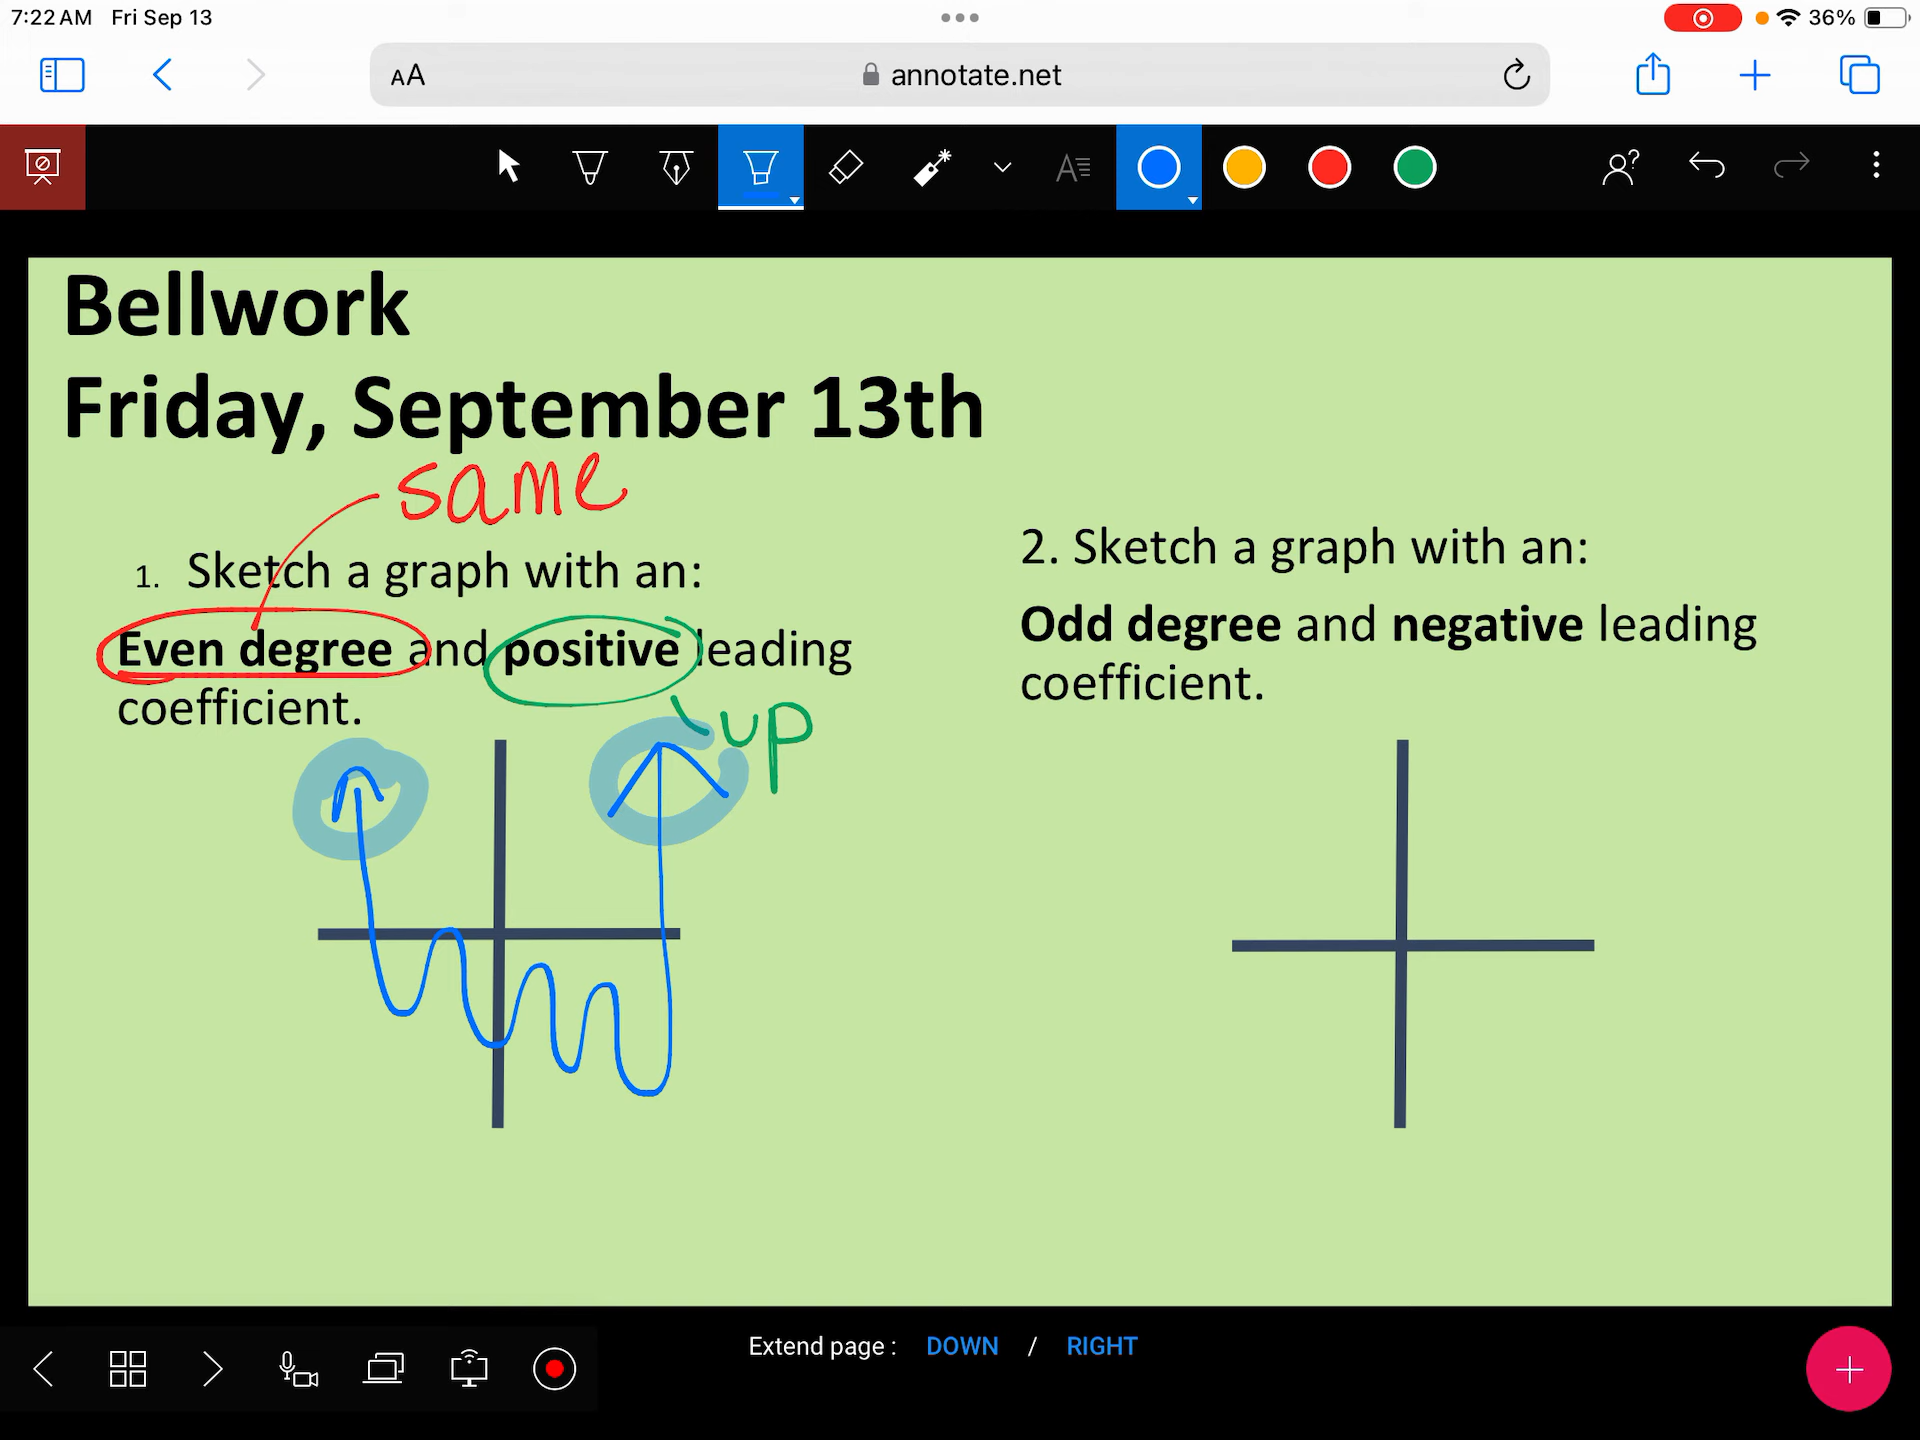 7:22 AM Fri Sep 13
36%
AA
annotate.net
Bellwork
Friday, September 13th
same
1. Sketch a graph with an:
Even degree and positive leading
coefficient.
up
2. Sketch a graph with an:
Odd degree and negative leading
coefficient.
Extend page : DOWN / RIGHT